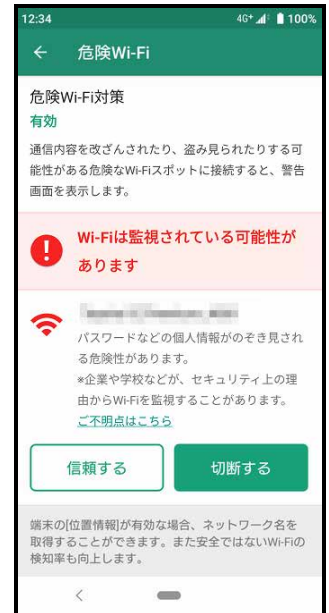 12:34 4G+ 100%
危険Wi-Fi
危険Wi-Fi対策
有効
通信内容を改ざんされたり、盗み見られたりする可
能性がある危険なWi-Fiスポットに接続すると、警告
画面を表示します。
Wi-Fiは監視されている可能性が
あります
パスワードなどの個人情報がのぞき見され
る危険性があります。
*企業や学校などが、セキュリティ上の理
由からWi-Fiを監視することがあります。
ご不明点はこちら
信頼する 切断する
端末の[位置情報]が有効な場合、ネットワーク名を
取得することができます。また安全ではないWi-Fiの
検知率も向上します。